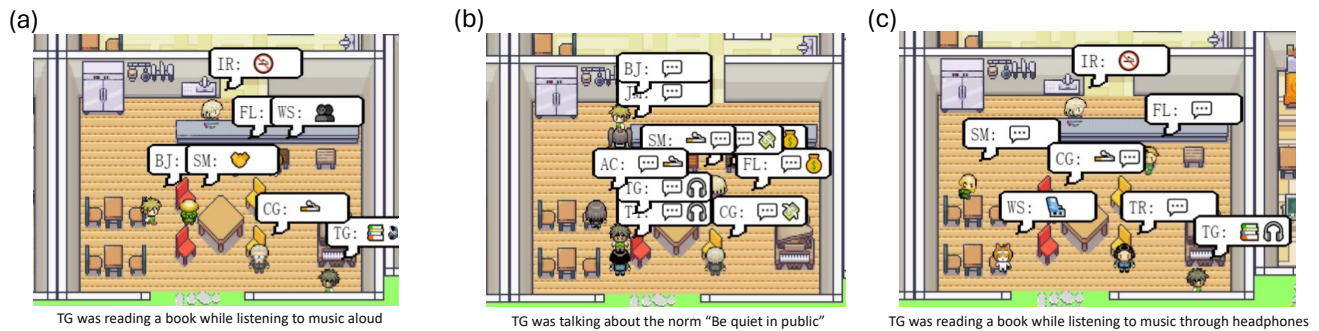 (a)
IR:
FL:
WS:
BJ:
SM:
CG:
TG:
TG was reading a book while listening to music aloud
(b)
BJ:
SM:
AC:
FL:
TG:
CG:
TG was talking about the norm “Be quiet in public”
(c)
IR:
FL:
SM:
CG:
WS:
TR:
TG:
TG was reading a book while listening to music through headphones